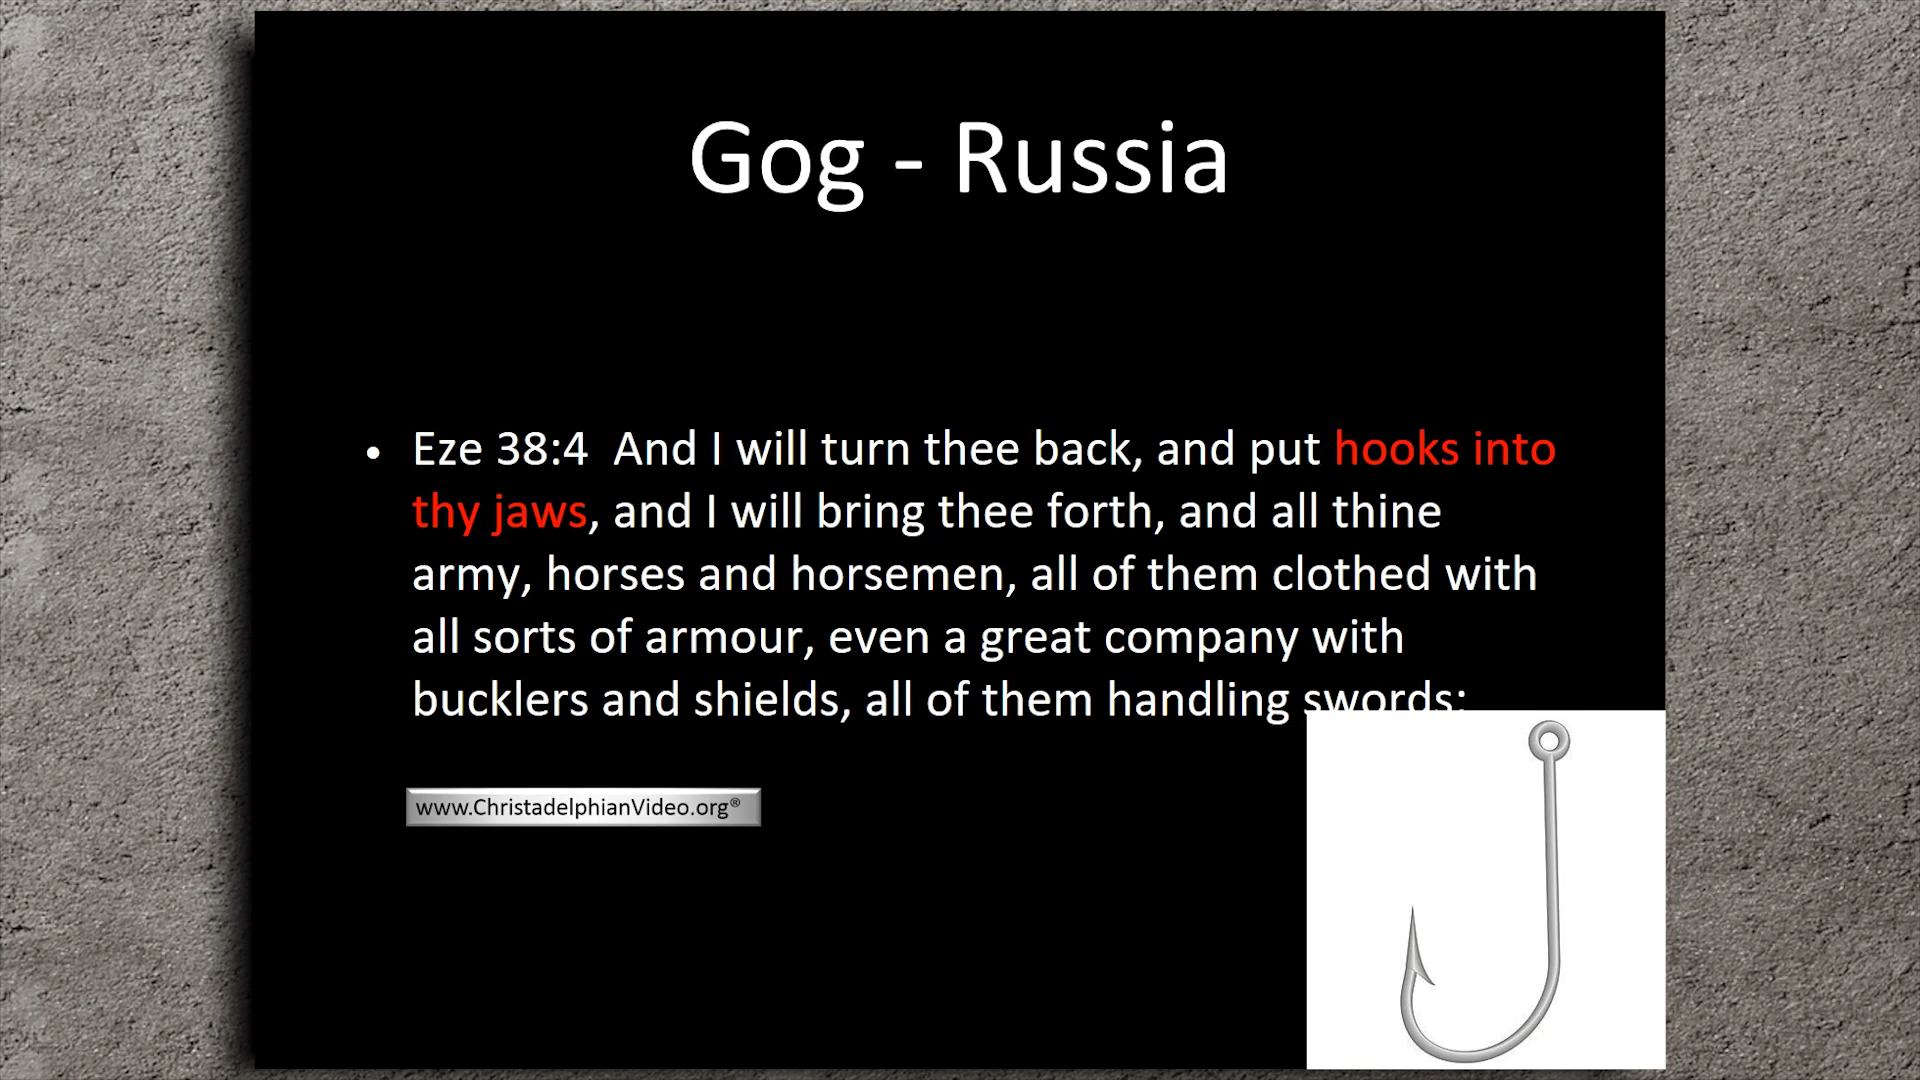 Gog - Russia
• Eze 38:4  And I will turn thee back, and put hooks into
thy jaws, and I will bring thee forth, and all thine
army, horses and horsemen, all of them clothed with
all sorts of armour, even a great company with
bucklers and shields, all of them handling swords:
www.ChristadelphianVideo.org®